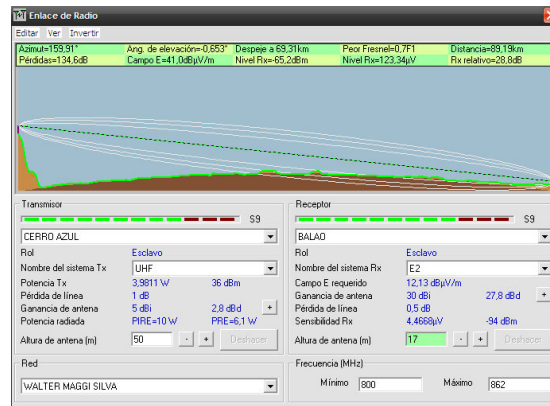 Enlace de Radio
Editar Ver Invertir
Azimut=159,91° Ang. de elevación=-0,653° Despeje a 69,31km Peor Fresnel=0,7F1 Distancia=89,19km
Pérdidas=134,6dB Campo E=41,0dBµV/m Nivel Rx=-65,2dBm Nivel Rx=123,34µV Rx relativo=28,8dB
Transmisor
S9
CERRO AZUL
Rol Esclavo
Nombre del sistema Tx UHF
Potencia Tx 3,9811 W 36 dBm
Pérdida de línea 1 dB
Ganancia de antena 5 dBi 2,8 dBd +
Potencia radiada PIRE=10 W PRE=6,1 W
Altura de antena (m) 50 - + Deshacer
Receptor
S9
BALAO
Rol Esclavo
Nombre del sistema Rx E2
Campo E requerido 12,13 dBµV/m
Ganancia de antena 30 dBi 27,8 dBd +
Pérdida de línea 0,5 dB
Sensibilidad Rx 4,4668µV -94 dBm
Altura de antena (m) 17 - + Deshacer
Red
WALTER MAGGI SILVA
Frecuencia (MHz)
Mínimo 800 Máximo 862